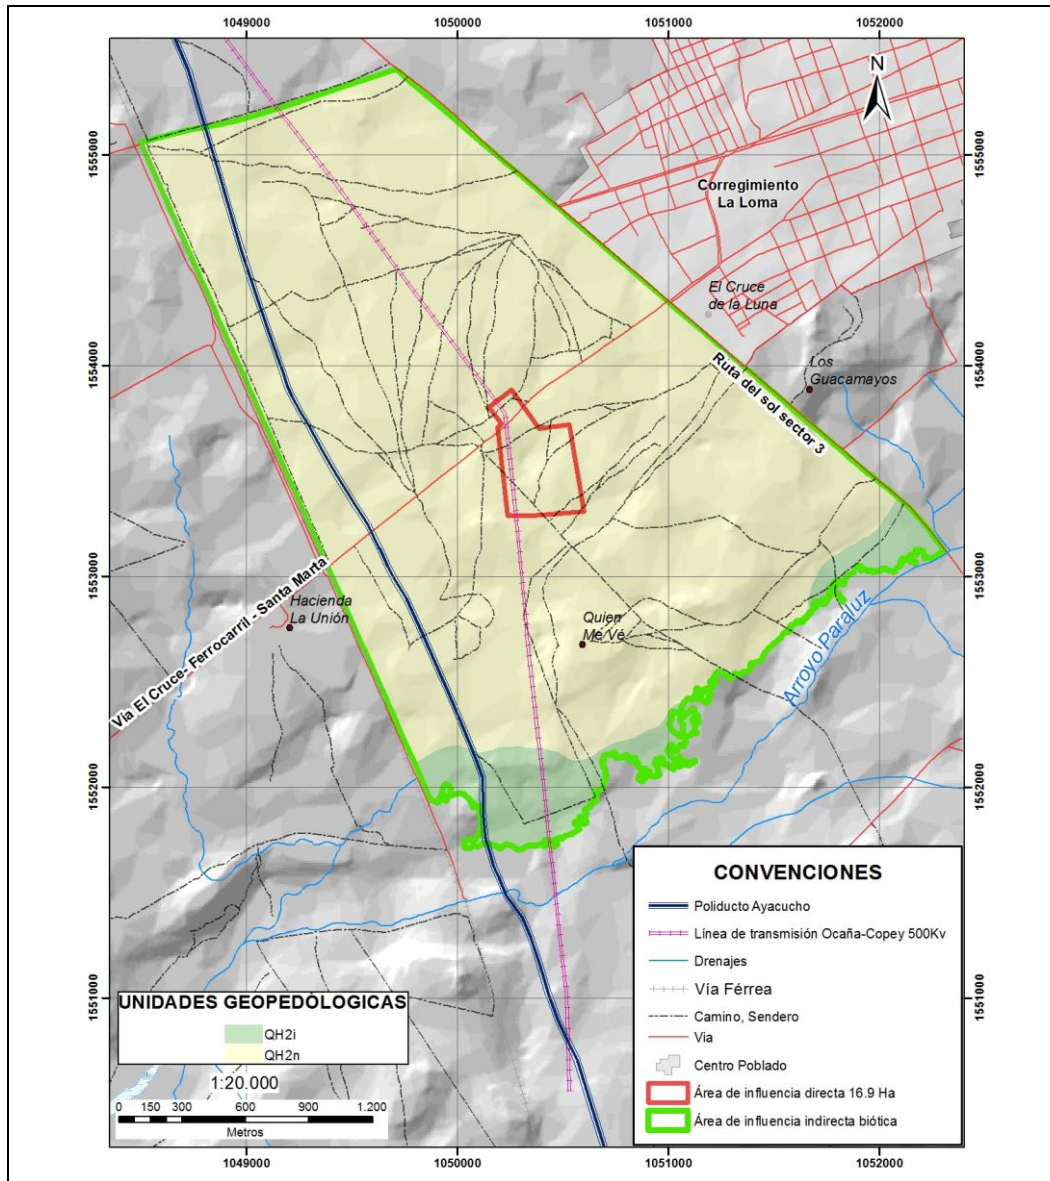 1049000 1050000 1051000 1052000
N
1555000 1555000
Corregimiento
La Loma
El Cruce
de la Luna
1554000 1554000
Los
Guacamayos
Ruta del sol sector 3
1553000 1553000
Hacienda
La Unión
Quien
Me Vé
Via El Cruce- Ferrocarril - Santa Marta
Arroyo Paraluz
1552000 1552000
CONVENCIONES
Poliducto Ayacucho
Línea de transmisión Ocaña-Copey 500Kv
Drenajes
Vía Férrea
Camino, Sendero
Via
Centro Poblado
Área de influencia directa 16.9 Ha
Área de influencia indirecta biótica
1551000 1551000
UNIDADES GEOPEDÓLOGICAS
QH2i
QH2n
1:20.000
0 150 300 600 900 1.200
Metros
1049000 1050000 1051000 1052000